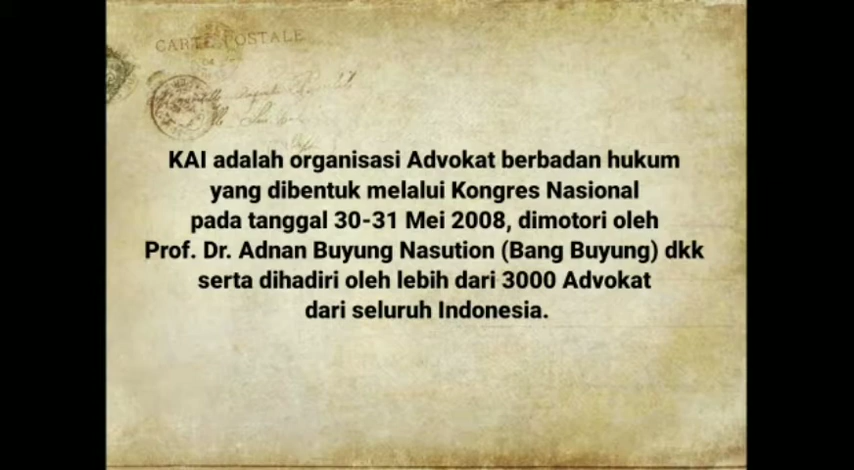 CARTE POSTALE
KAI adalah organisasi Advokat berbadan hukum
yang dibentuk melalui Kongres Nasional
pada tanggal 30-31 Mei 2008, dimotori oleh
Prof. Dr. Adnan Buyung Nasution (Bang Buyung) dkk
serta dihadiri oleh lebih dari 3000 Advokat
dari seluruh Indonesia.